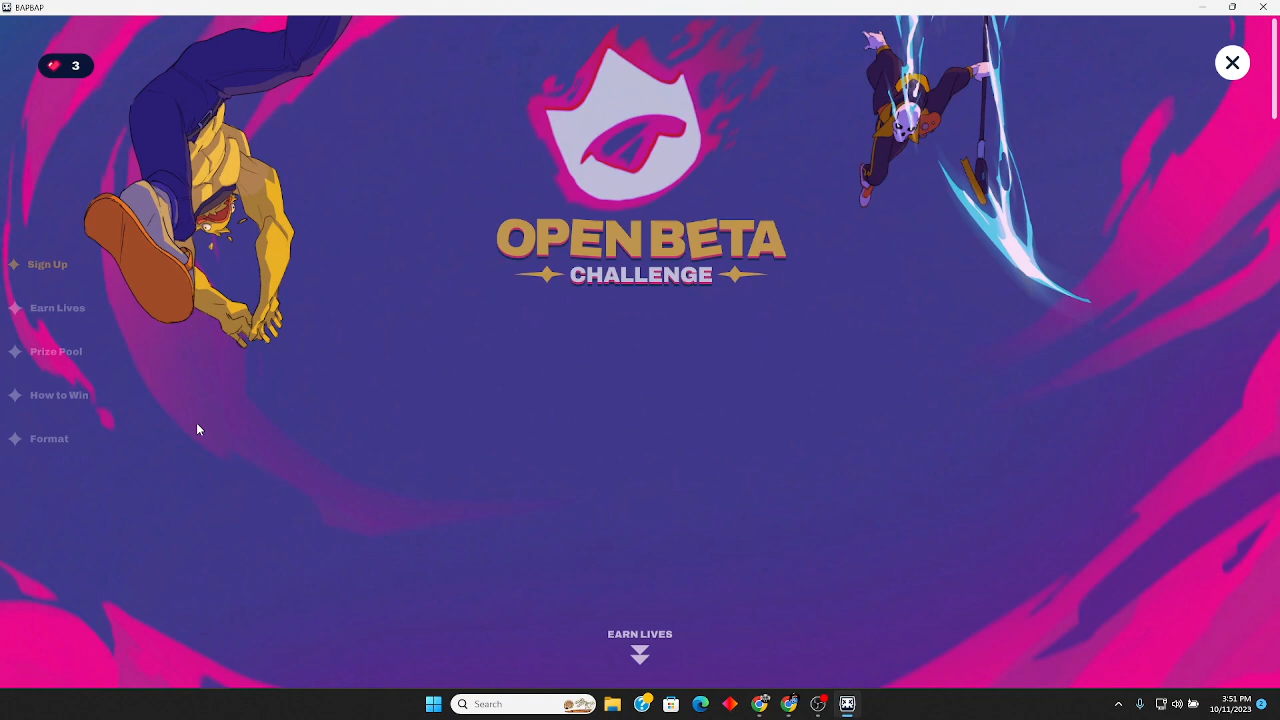 BAPBAP
3
OPEN BETA
CHALLENGE
Sign Up
Earn Lives
Prize Pool
How to Win
Format
EARN LIVES
Search
3:51 PM
10/11/2023
2